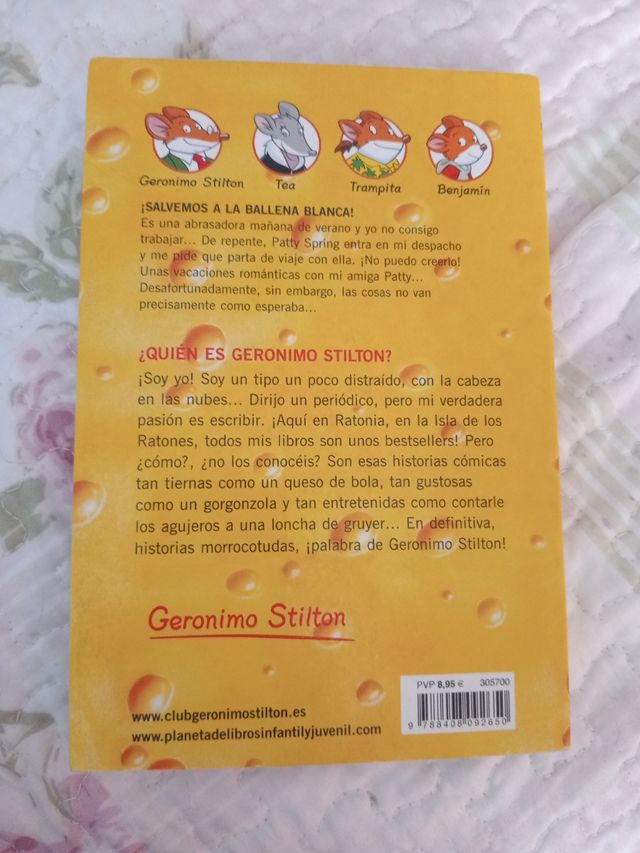 Geronimo Stilton Tea Trampita Benjamín
¡SALVEMOS A LA BALLENA BLANCA!
Es una abrasadora mañana de verano y yo no consigo
trabajar... De repente, Patty Spring entra en mi despacho
y me pide que parta de viaje con ella. ¡No puedo creerlo!
Unas vacaciones románticas con mi amiga Patty...
Desafortunadamente, sin embargo, las cosas no van
precisamente como esperaba...
¿QUIÉN ES GERONIMO STILTON?
¡Soy yo! Soy un tipo un poco distraído, con la cabeza
en las nubes... Dirijo un periódico, pero mi verdadera
pasión es escribir. ¡Aquí en Ratonia, en la Isla de los
Ratones, todos mis libros son unos bestsellers! Pero
¿cómo?, ¿no los conocéis? Son esas historias cómicas
tan tiernas como un queso de bola, tan gustosas
como un gorgonzola y tan entretenidas como contarle
los agujeros a una loncha de gruyer... En definitiva,
historias morrocotudas, ¡palabra de Geronimo Stilton!
Geronimo Stilton
PVP 8,95 € 305700
9 788408 092650
www.clubgeronimostilton.es
www.planetadelibrosinfantilyjuvenil.com